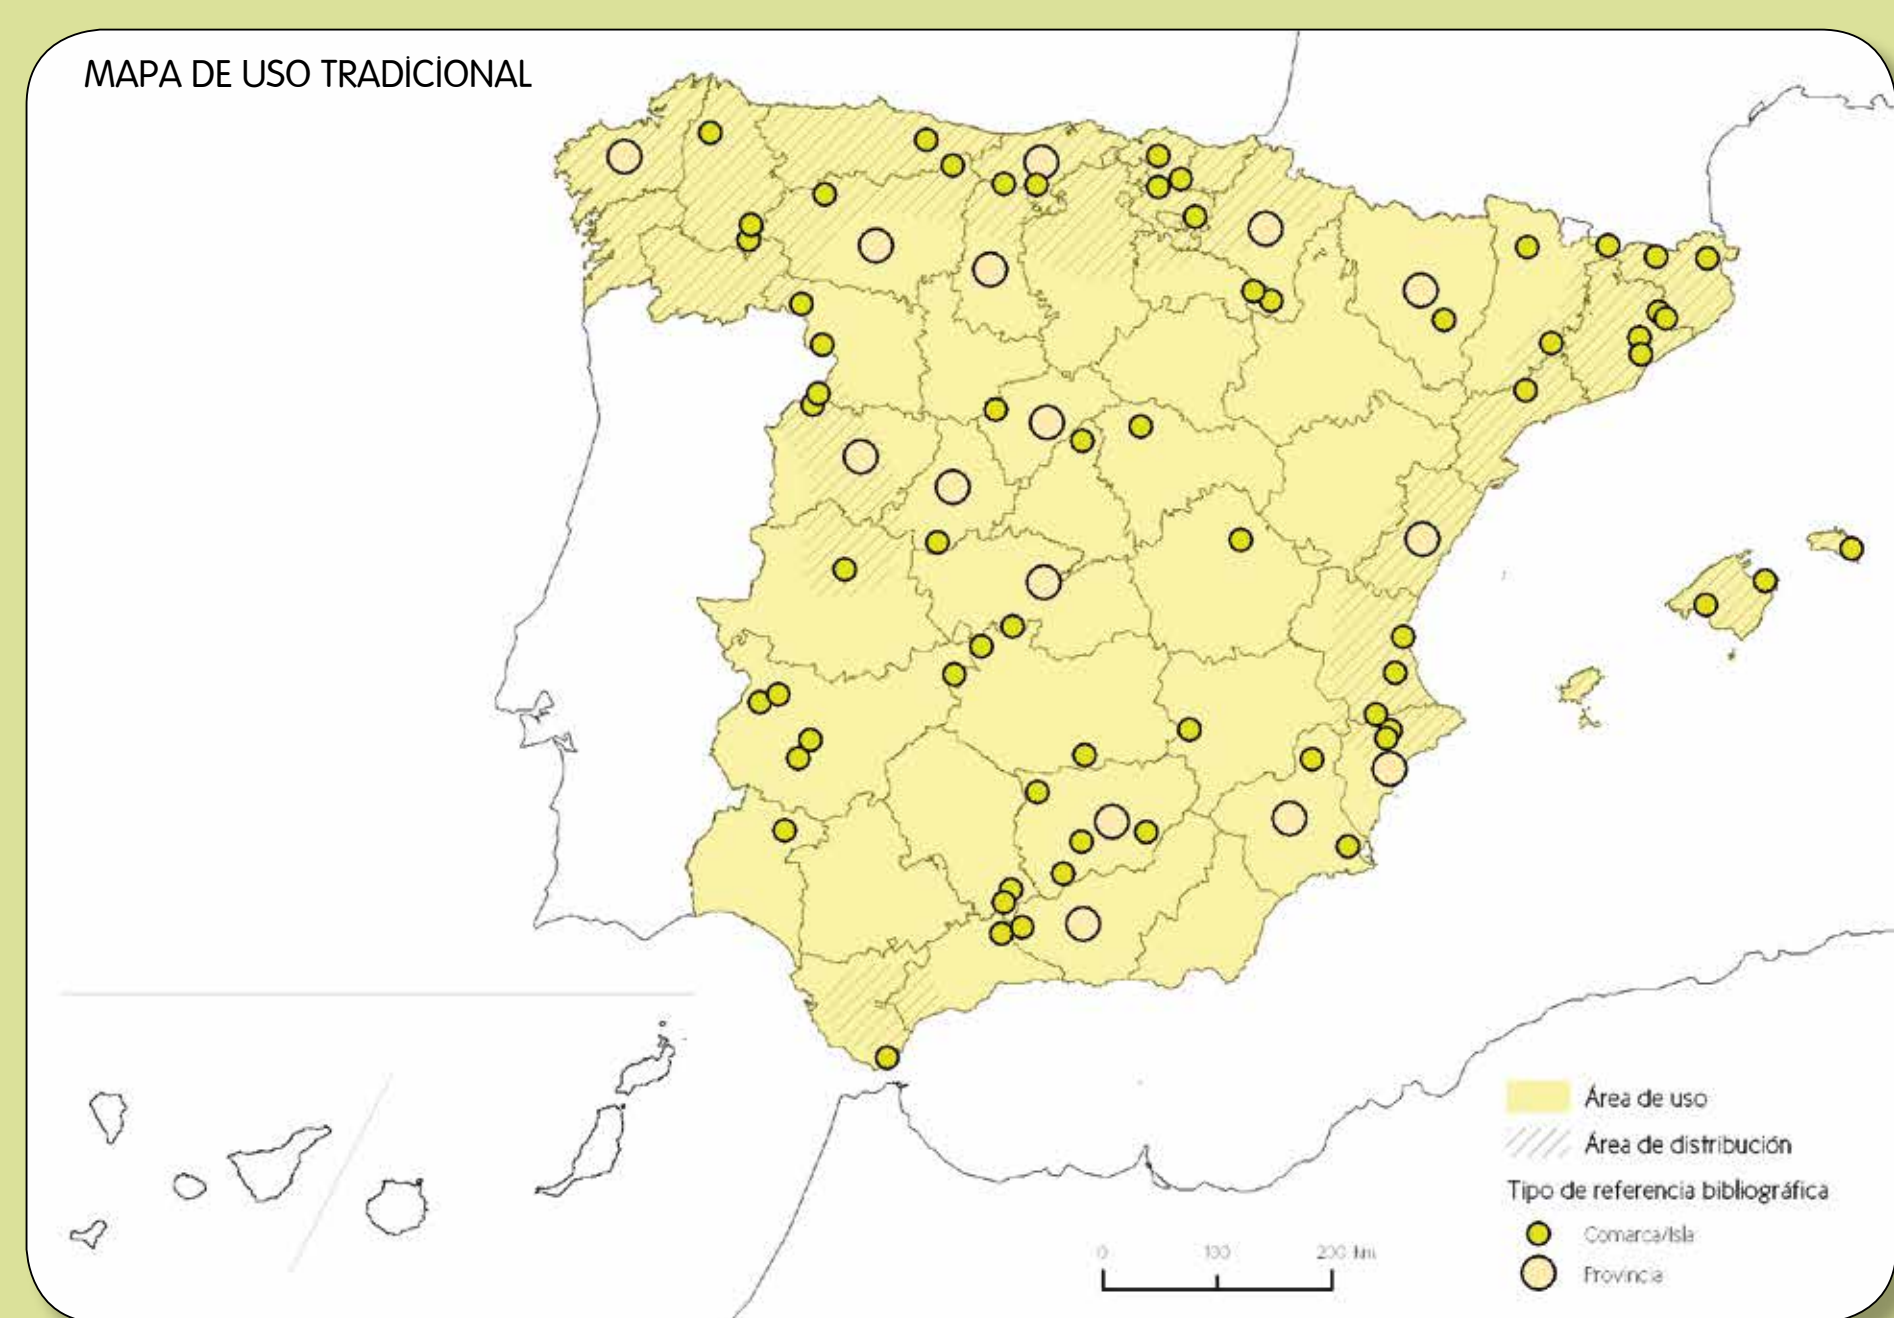 MAPA DE USO TRADICIONAL
Área de uso
Área de distribución
Tipo de referencia bibliográfica
Comarca/Isla
Provincia
0 100 200 km